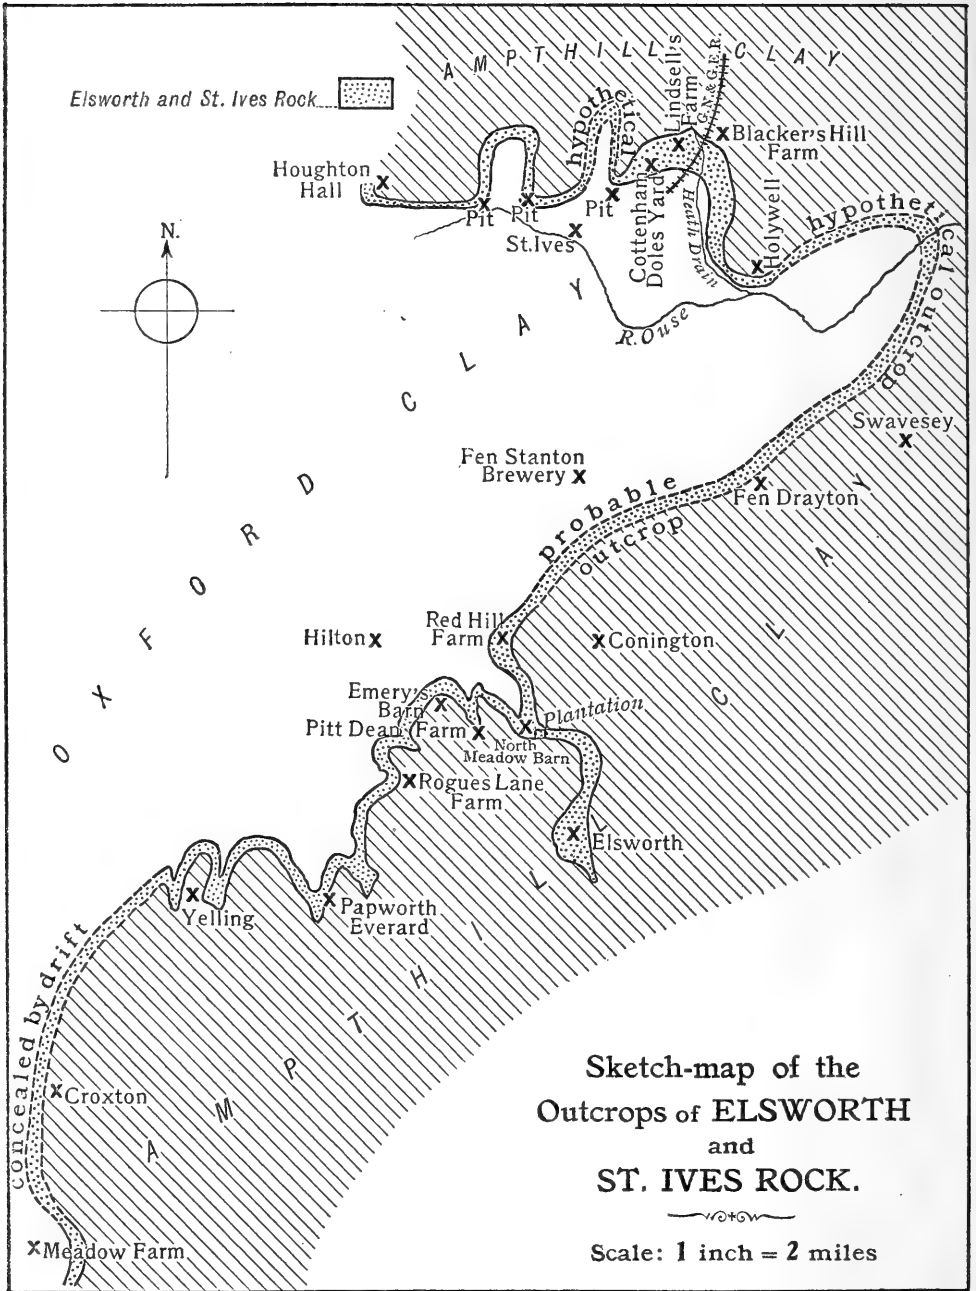 AMPTHILL CLAY
Elsworth and St. Ives Rock
Lindsell's
Farm
G.N.& G.E.R.
hypothetical
Blacker's Hill
Farm
Houghton
Hall
Pit
Pit
Pit
St. Ives
Cottenham
Doles Yard
Heath Drain
Holywell
hypothetical outcrop
N.
R. Ouse
OXFORD CLAY
Swavesey
Fen Stanton
Brewery
Fen Drayton
probable
outcrop
Red Hill
Farm
Hilton
Conington
Emery's
Barn
Plantation
Pitt Dean Farm
North
Meadow Barn
Rogues Lane
Farm
Elsworth
Yelling
Papworth
Everard
AMPTHILL CLAY
concealed by drift
Croxton
Meadow Farm
Sketch-map of the
Outcrops of ELSWORTH
and
ST. IVES ROCK.
Scale: 1 inch = 2 miles